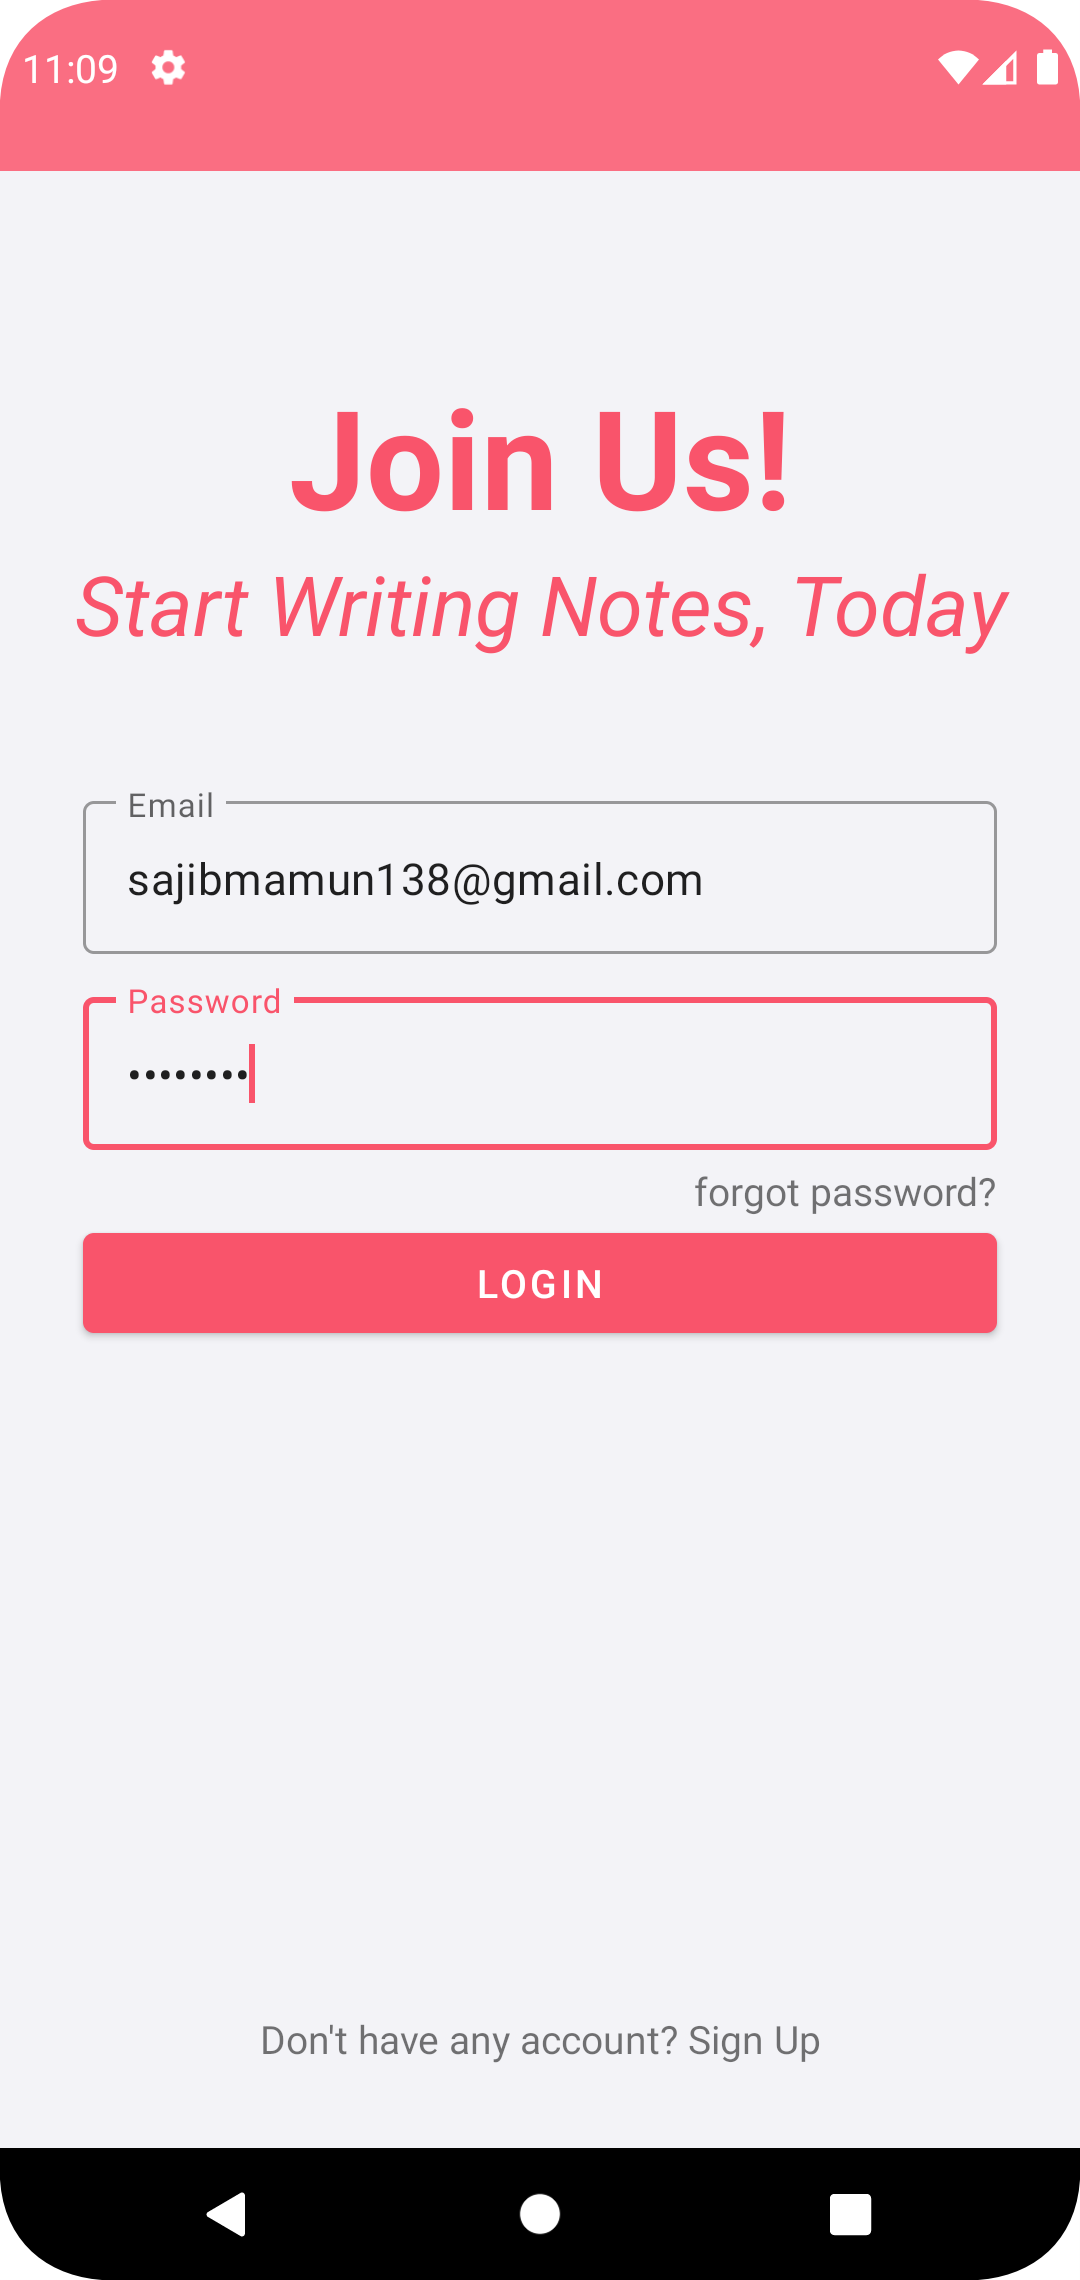 11:09
Join Us!
Start Writing Notes, Today
Email
sajibmamun138@gmail.com
Password
••••••••
forgot password?
LOGIN
Don't have any account? Sign Up